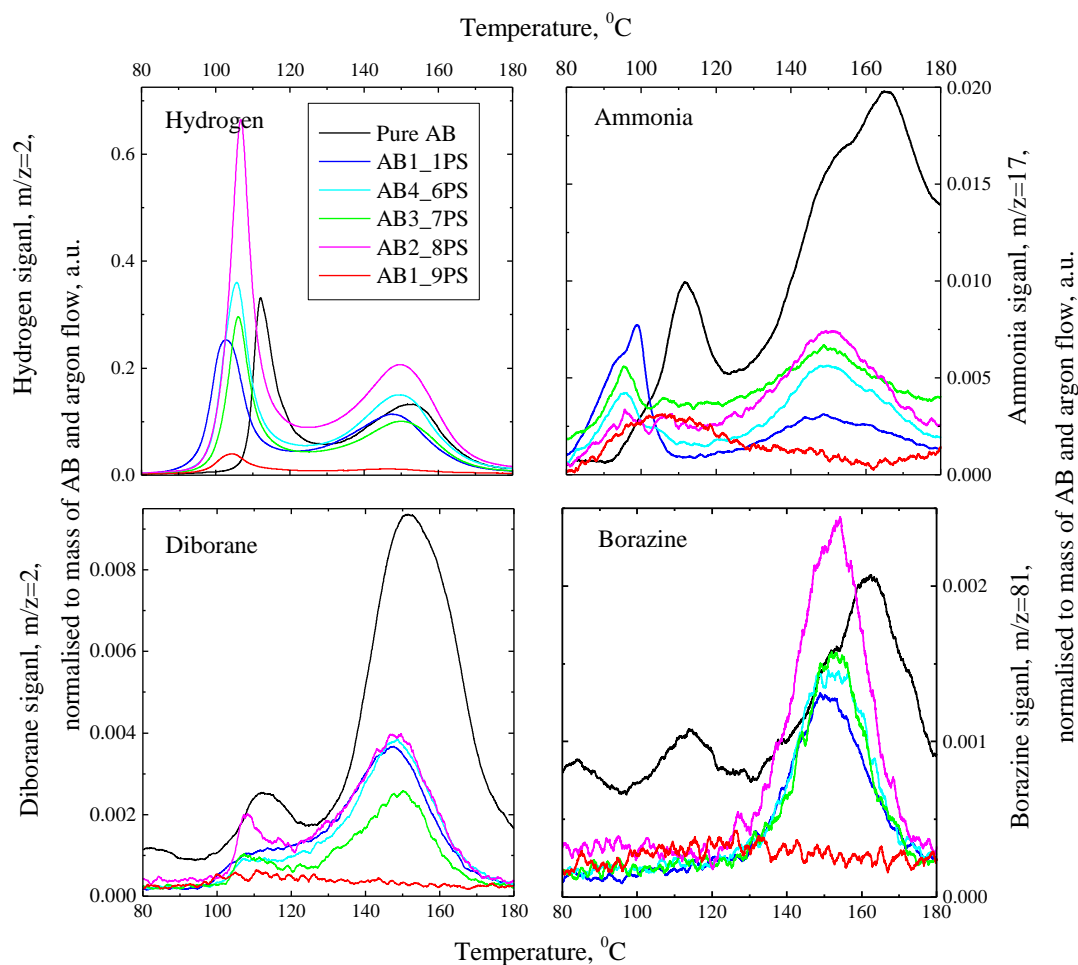 Temperature, ⁰C
80 100 120 140 160 180
80 100 120 140 160 180
Hydrogen
Pure AB
AB1_1PS
AB4_6PS
AB3_7PS
AB2_8PS
AB1_9PS
0.6
0.4
0.2
0.0
Hydrogen siganl, m/z=2,
normalised to mass of AB and argon flow, a.u.
Ammonia
0.020
0.015
0.010
0.005
0.000
Ammonia siganl, m/z=17,
normalised to mass of AB and argon flow, a.u.
Diborane
0.008
0.006
0.004
0.002
0.000
Diborane siganl, m/z=2,
Borazine
0.002
0.001
0.000
Borazine siganl, m/z=81,
80 100 120 140 160 180
80 100 120 140 160 180
Temperature, ⁰C